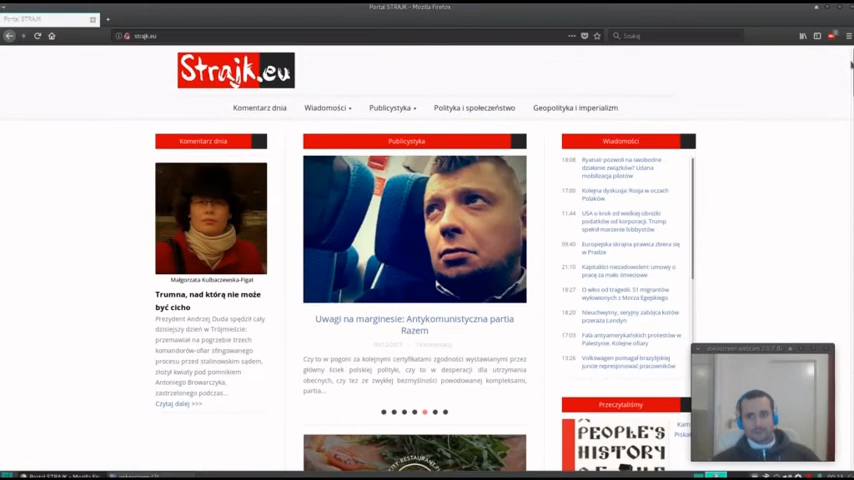 Portal STRAJK - Mozilla Firefox
Portal STRAJK
strajk.eu
Szukaj
Strajk.eu
Komentarz dnia
Wiadomości
Publicystyka
Polityka i społeczeństwo
Geopolityka i imperializm
Komentarz dnia
Małgorzata Kulbaczewska-Figat
Trumna, nad którą nie może
być cicho
Prezydent Andrzej Duda spędził cały
dzisiejszy dzień w Trójmieście:
przemawiał na pogrzebie trzech
komandorów-ofiar sfingowanego
procesu przed stalinowskim sądem,
złożył kwiaty pod pomnikiem
Antoniego Browarczyka,
zastrzelonego podczas...
Czytaj dalej >>>
Publicystyka
Uwagi na marginesie: Antykomunistyczna partia
Razem
Czy to w pogoni za kolejnymi certyfikatami zgodności wystawianymi przez
główny ściek polskiej polityki, czy to w desperacji dla utrzymania
obecnych, czy też ze zwykłej bezmyślności powodowanej kompleksami,
partia...
Wiadomości
18:08 Ryanair pozwoli na swobodne
działanie związków? Udana
mobilizacja pilotów
17:00 Kolejna dyskusja: Rosja w oczach
Polaków
11:44 USA o krok od wielkiej obniżki
podatków od korporacji. Trump
spełnił marzenie lobbystów
09:40 Europejska skrajna prawica zbiera się
w Pradze
21:10 Kapitaliści niezadowoleni: umowy o
pracę za mało śmieciowe
18:27 O włos od tragedii. 51 migrantów
wyłowionych z Morza Egejskiego
18:20 Nieuchwytny, seryjny zabójca kotów
przeraża Londyn
17:03 Fala antyamerykańskich protestów w
Palestynie. Kolejne ofiary
13:26 Volkswagen pomagał brazylijskiej
juncie represjonować pracowników
Przeczytaliśmy
PEOPLE'S
HISTORY